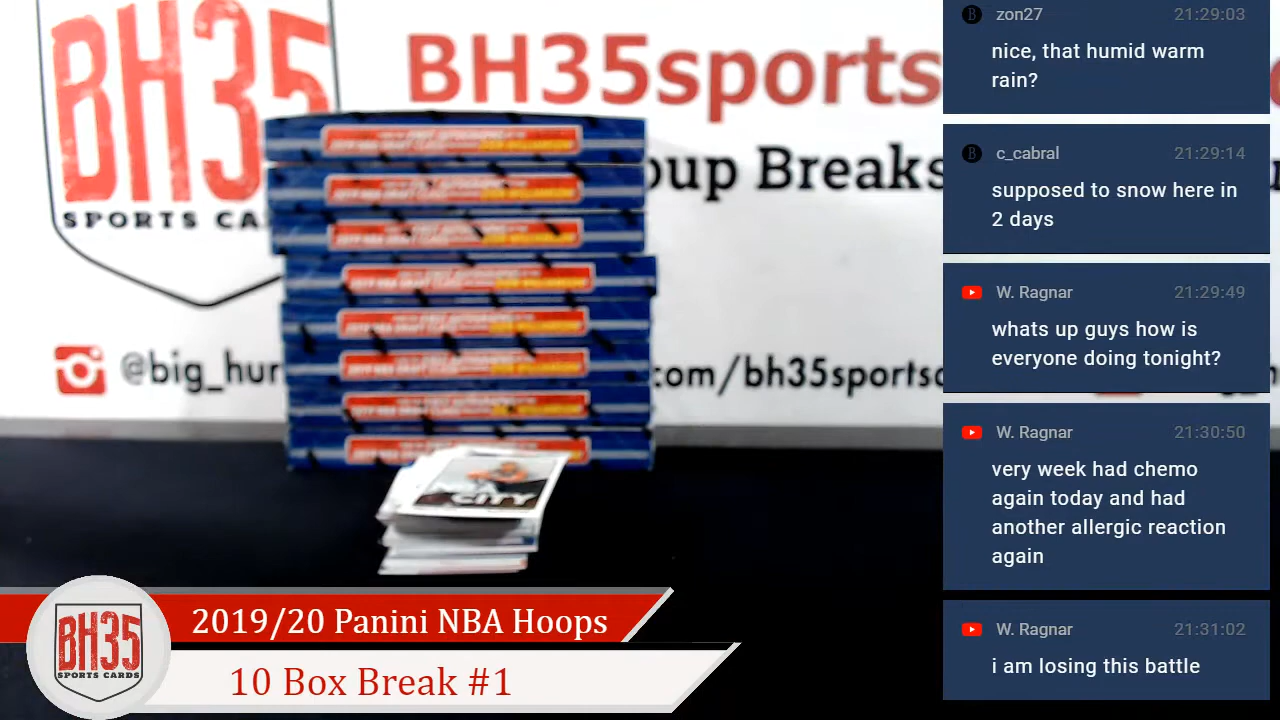 BH35
SPORTS CA
BH35sports
oup Breaks
@big_hur
.com/bh35sportsc
CITY
BH35
SPORTS CARDS
2019/20 Panini NBA Hoops
10 Box Break #1
zon27 21:29:03
nice, that humid warm
rain?
c_cabral 21:29:14
supposed to snow here in
2 days
W. Ragnar 21:29:49
whats up guys how is
everyone doing tonight?
W. Ragnar 21:30:50
very week had chemo
again today and had
another allergic reaction
again
W. Ragnar 21:31:02
i am losing this battle